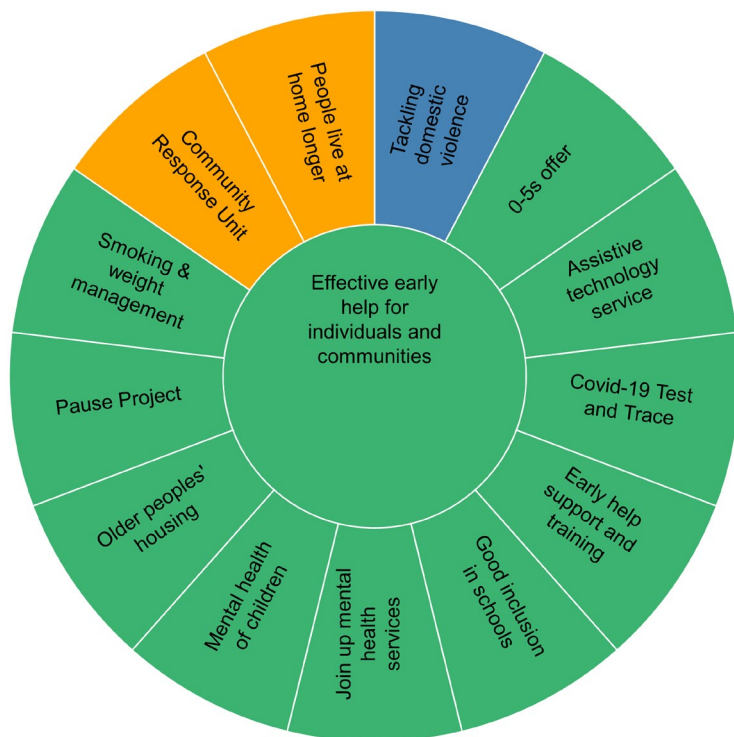 Tackling
domestic
violence
0-5s offer
Assistive
technology
service
Covid-19 Test
and Trace
Early help
support and
training
Good inclusion
in schools
Join up mental
health
services
Mental health
of children
Older peoples'
housing
Pause Project
Smoking &
weight
management
Community
Response Unit
People live at
home longer
Effective early
help for
individuals and
communities